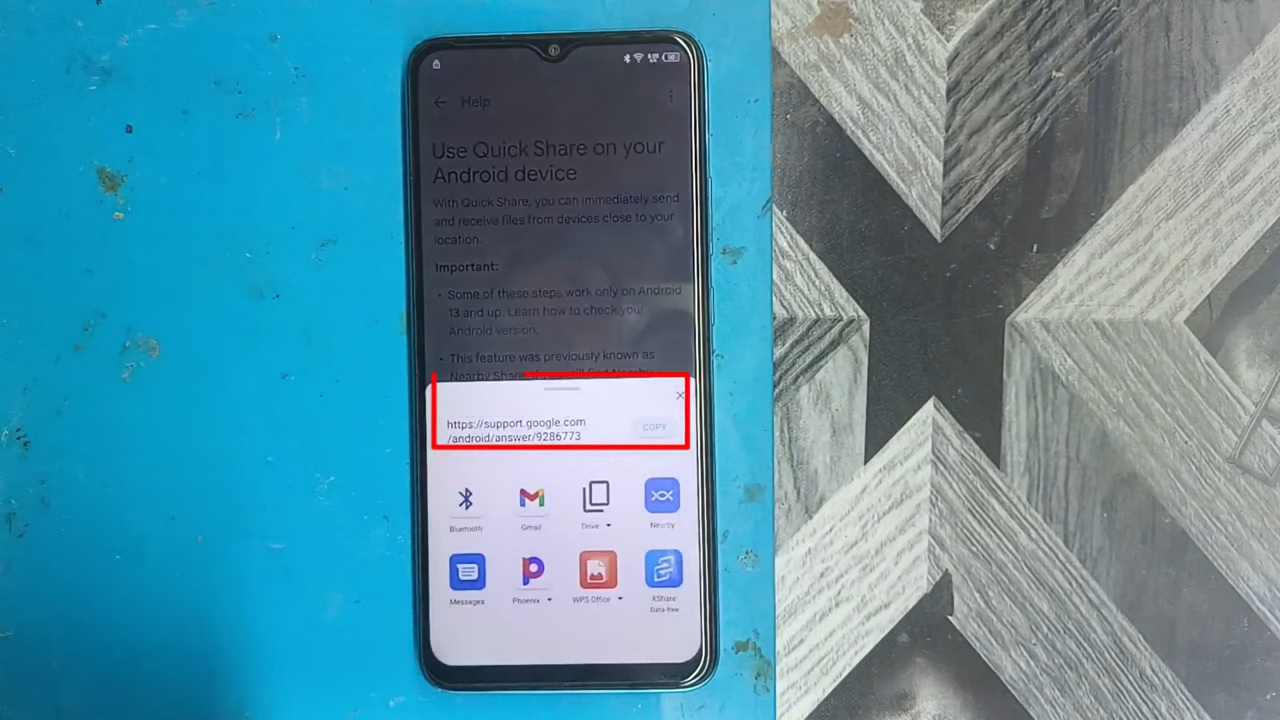 Help
Use Quick Share on your
Android device
With Quick Share, you can immediately send
and receive files from devices close to your
location.
Important:
• Some of these steps work only on Android
13 and up. Learn how to check your
Android version.
• This feature was previously known as
Nearby Share
https://support.google.com
/android/answer/9286773
COPY
Bluetooth
Gmail
Drive
Nearby
Messages
Phoenix
WPS Office
XShare
Data free